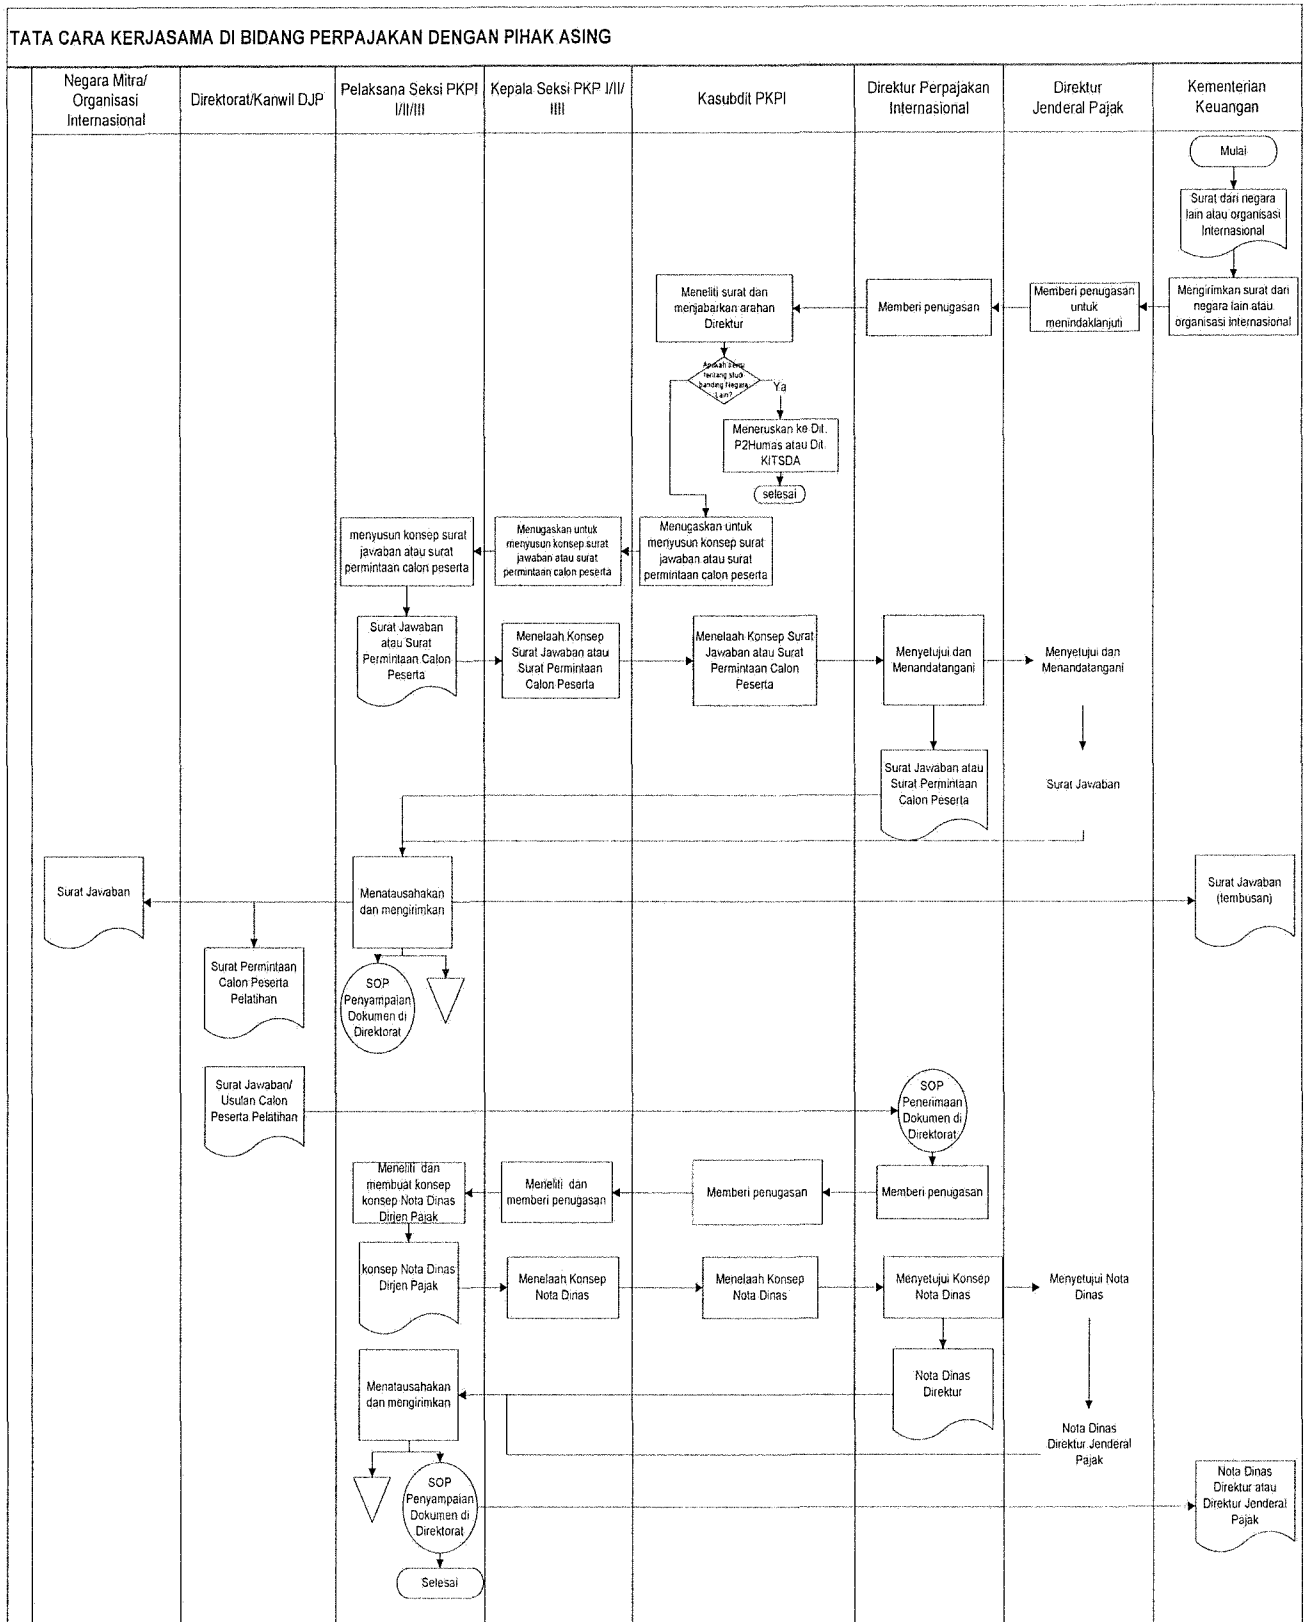 TATA CARA KERJASAMA DI BIDANG PERPAJAKAN DENGAN PIHAK ASING
Negara Mitra/
Organisasi
Internasional
Direktorat/Kanwil DJP
Pelaksana Seksi PKPI
I/II/III
Kepala Seksi PKP I/II/
IIII
Kasubdit PKPI
Direktur Perpajakan
Internasional
Direktur
Jenderal Pajak
Kementerian
Keuangan
Mulai
Surat dari negara
lain atau organisasi
Internasional
Mengirimkan surat dari
negara lain atau
organisasi internasional
Memberi penugasan
untuk
menindaklanjuti
Memberi penugasan
Meneliti surat dan
menjabarkan arahan
Direktur
Apakah
tentang studi
banding Negara
Lain?
Ya
Meneruskan ke Dit.
P2Humas atau Dit.
KITSDA
selesai
Menugaskan untuk
menyusun konsep surat
jawaban atau surat
permintaan calon peserta
Menugaskan untuk
menyusun konsep surat
jawaban atau surat
permintaan calon peserta
menyusun konsep surat
jawaban atau surat
permintaan calon peserta
Surat Jawaban
atau Surat
Permintaan Calon
Peserta
Menelaah Konsep
Surat Jawaban atau
Surat Permintaan
Calon Peserta
Menelaah Konsep Surat
Jawaban atau Surat
Permintaan Calon
Peserta
Menyetujui dan
Menandatangani
Menyetujui dan
Menandatangani
Surat Jawaban atau
Surat Permintaan
Calon Peserta
Surat Jawaban
Surat Jawaban
Menatausahakan
dan mengirimkan
Surat Jawaban
(tembusan)
Surat Permintaan
Calon Peserta
Pelatihan
SOP
Penyampaian
Dokumen di
Direktorat
Surat Jawaban/
Usulan Calon
Peserta Pelatihan
SOP
Penerimaan
Dokumen di
Direktorat
Memberi penugasan
Memberi penugasan
Meneliti dan
memberi penugasan
Meneliti dan
membuat konsep
konsep Nota Dinas
Dirjen Pajak
konsep Nota Dinas
Dirjen Pajak
Menelaah Konsep
Nota Dinas
Menelaah Konsep
Nota Dinas
Menyetujui Konsep
Nota Dinas
Menyetujui Nota
Dinas
Menatausahakan
dan mengirimkan
Nota Dinas
Direktur
Nota Dinas
Direktur Jenderal
Pajak
SOP
Penyampaian
Dokumen di
Direktorat
Nota Dinas
Direktur atau
Direktur Jenderal
Pajak
Selesai